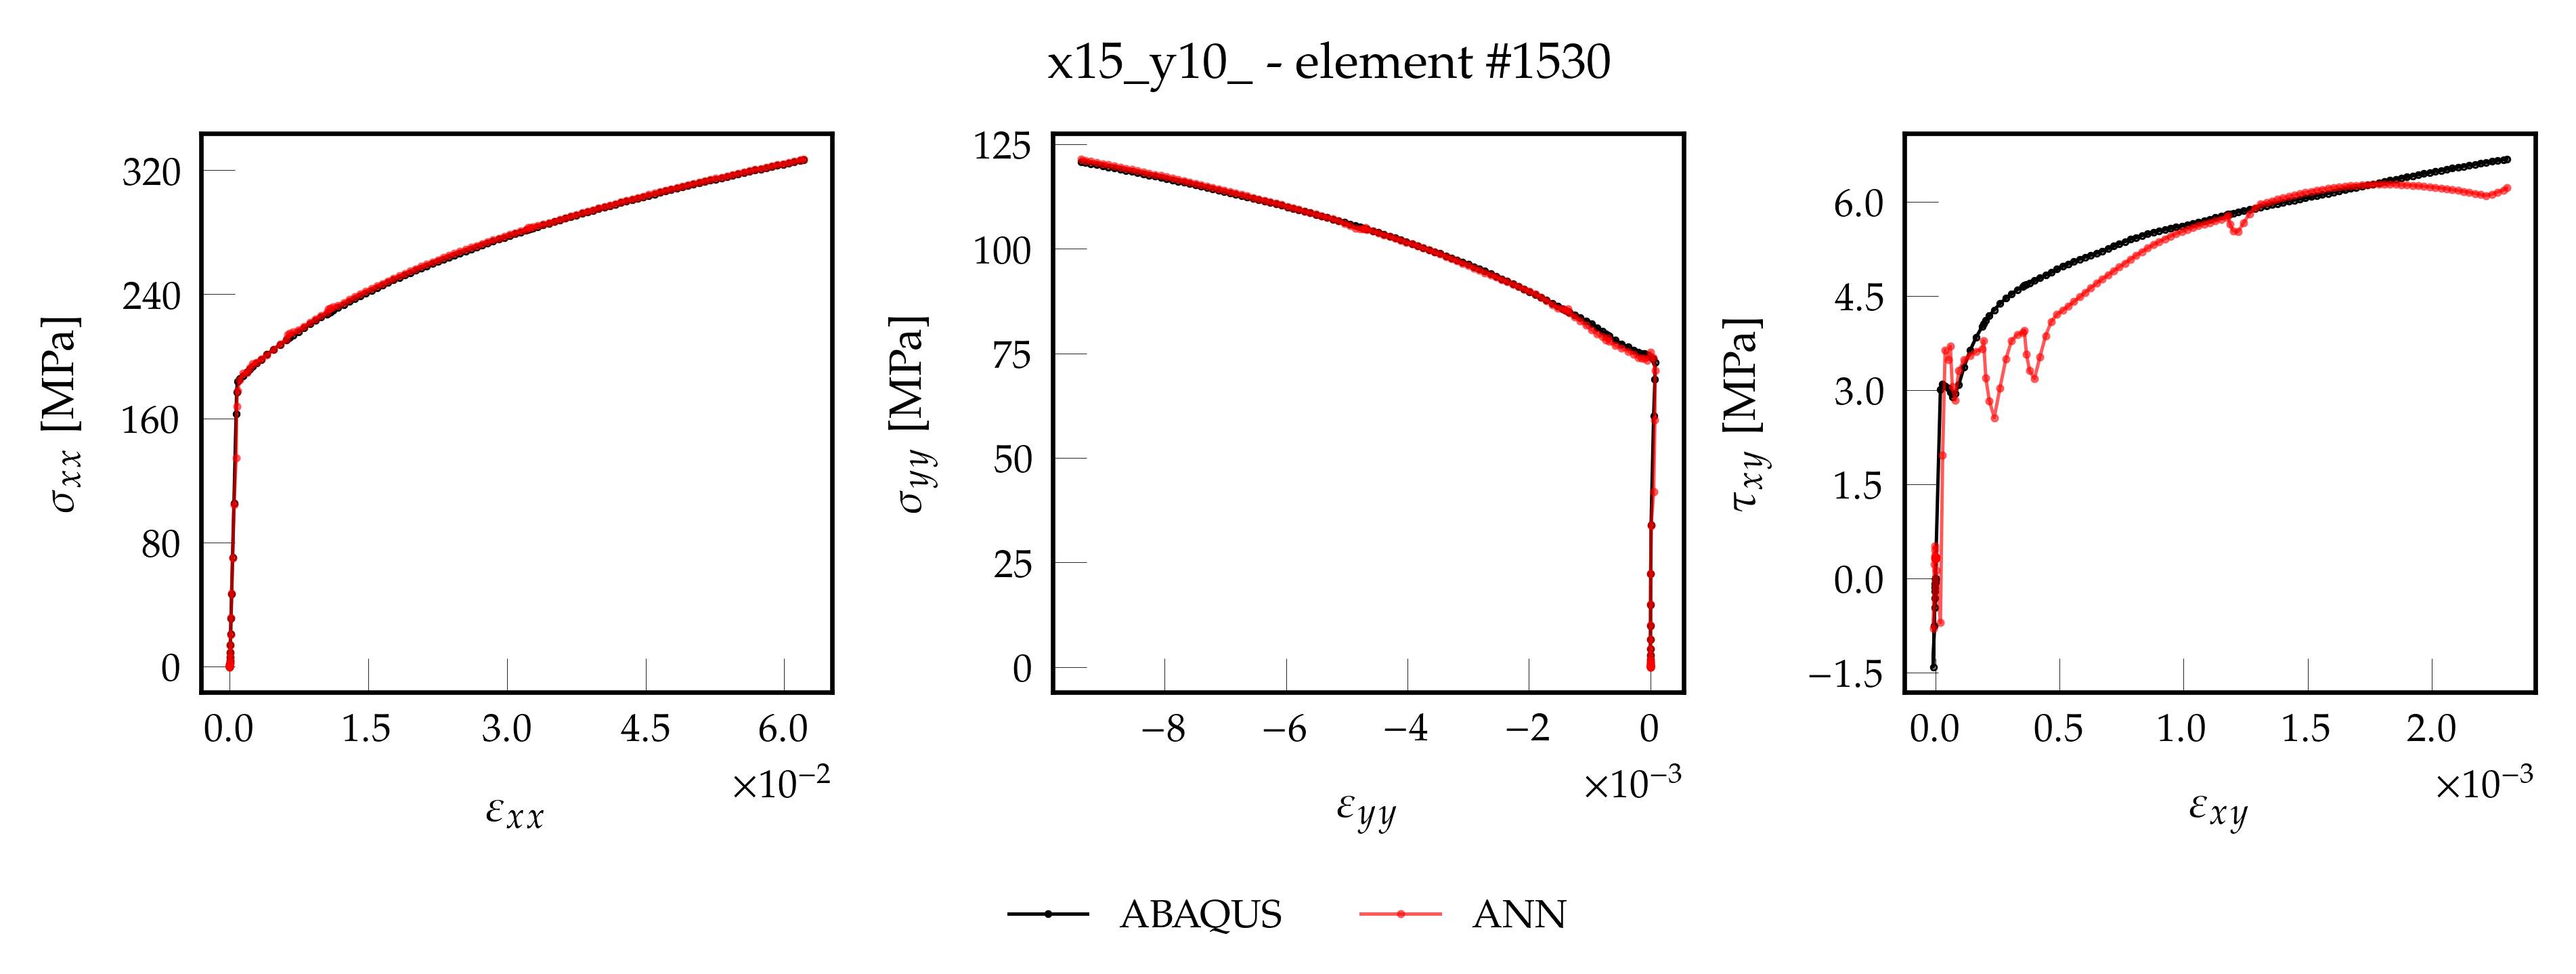 x15_y10_ - element #1530
σxx [MPa]
320
240
160
80
0
0.0 1.5 3.0 4.5 6.0
×10−2
εxx
σyy [MPa]
125
100
75
50
25
0
−8 −6 −4 −2 0
×10−3
εyy
τxy [MPa]
6.0
4.5
3.0
1.5
0.0
−1.5
0.0 0.5 1.0 1.5 2.0
×10−3
εxy
ABAQUS ANN